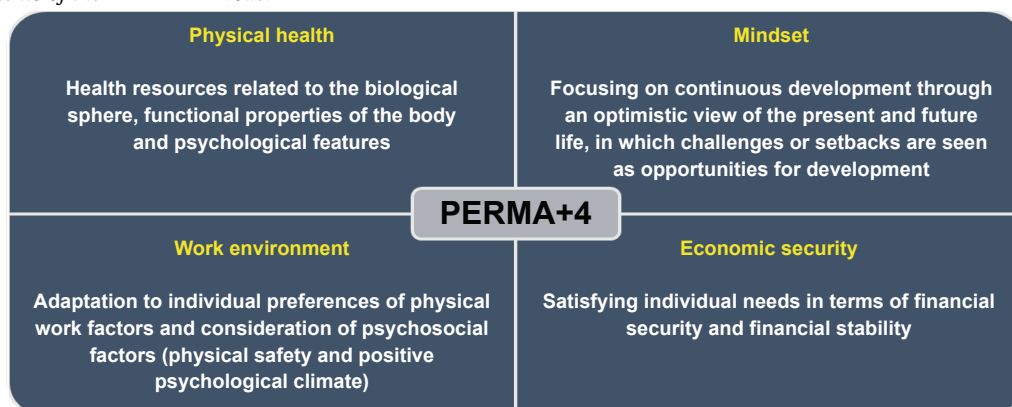 Physical health
Health resources related to the biological
sphere, functional properties of the body
and psychological features
Mindset
Focusing on continuous development through
an optimistic view of the present and future
life, in which challenges or setbacks are seen
as opportunities for development
PERMA+4
Work environment
Adaptation to individual preferences of physical
work factors and consideration of psychosocial
factors (physical safety and positive
psychological climate)
Economic security
Satisfying individual needs in terms of financial
security and financial stability